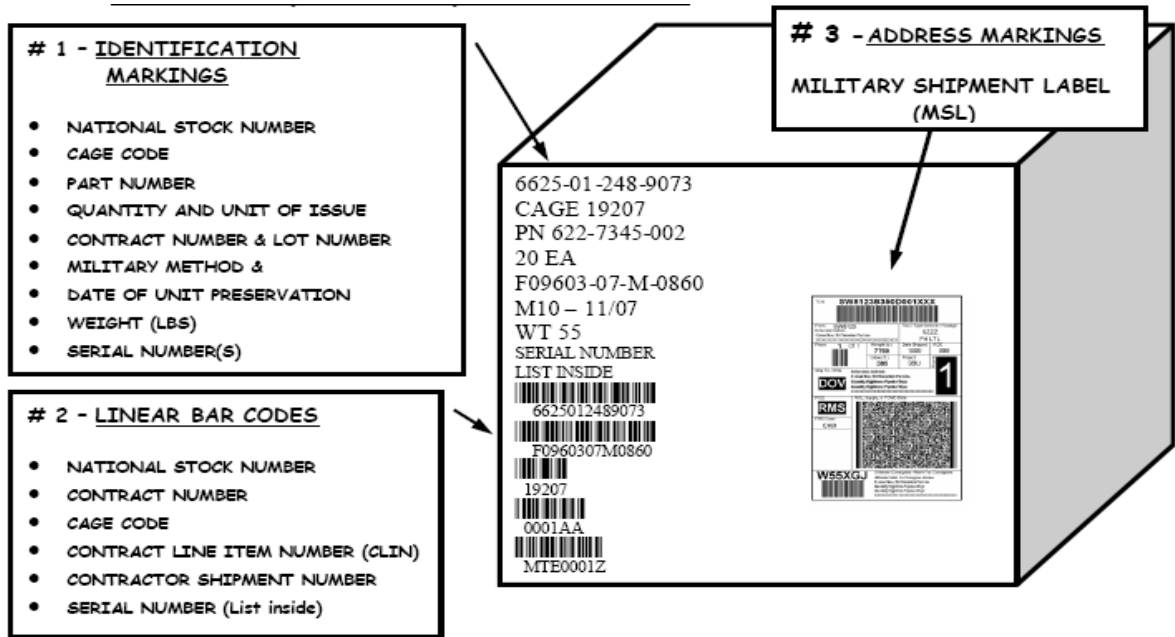 # 1 - IDENTIFICATION
MARKINGS
• NATIONAL STOCK NUMBER
• CAGE CODE
• PART NUMBER
• QUANTITY AND UNIT OF ISSUE
• CONTRACT NUMBER & LOT NUMBER
• MILITARY METHOD &
• DATE OF UNIT PRESERVATION
• WEIGHT (LBS)
• SERIAL NUMBER(S)
# 2 - LINEAR BAR CODES
• NATIONAL STOCK NUMBER
• CONTRACT NUMBER
• CAGE CODE
• CONTRACT LINE ITEM NUMBER (CLIN)
• CONTRACTOR SHIPMENT NUMBER
• SERIAL NUMBER (List inside)
# 3 - ADDRESS MARKINGS
MILITARY SHIPMENT LABEL
(MSL)
6625-01-248-9073
CAGE 19207
PN 622-7345-002
20 EA
F09603-07-M-0860
M10 – 11/07
WT 55
SERIAL NUMBER
LIST INSIDE
6625012489073
F0960307M0860
19207
0001AA
MTE0001Z
1
DOV
RMS
W55XGJ